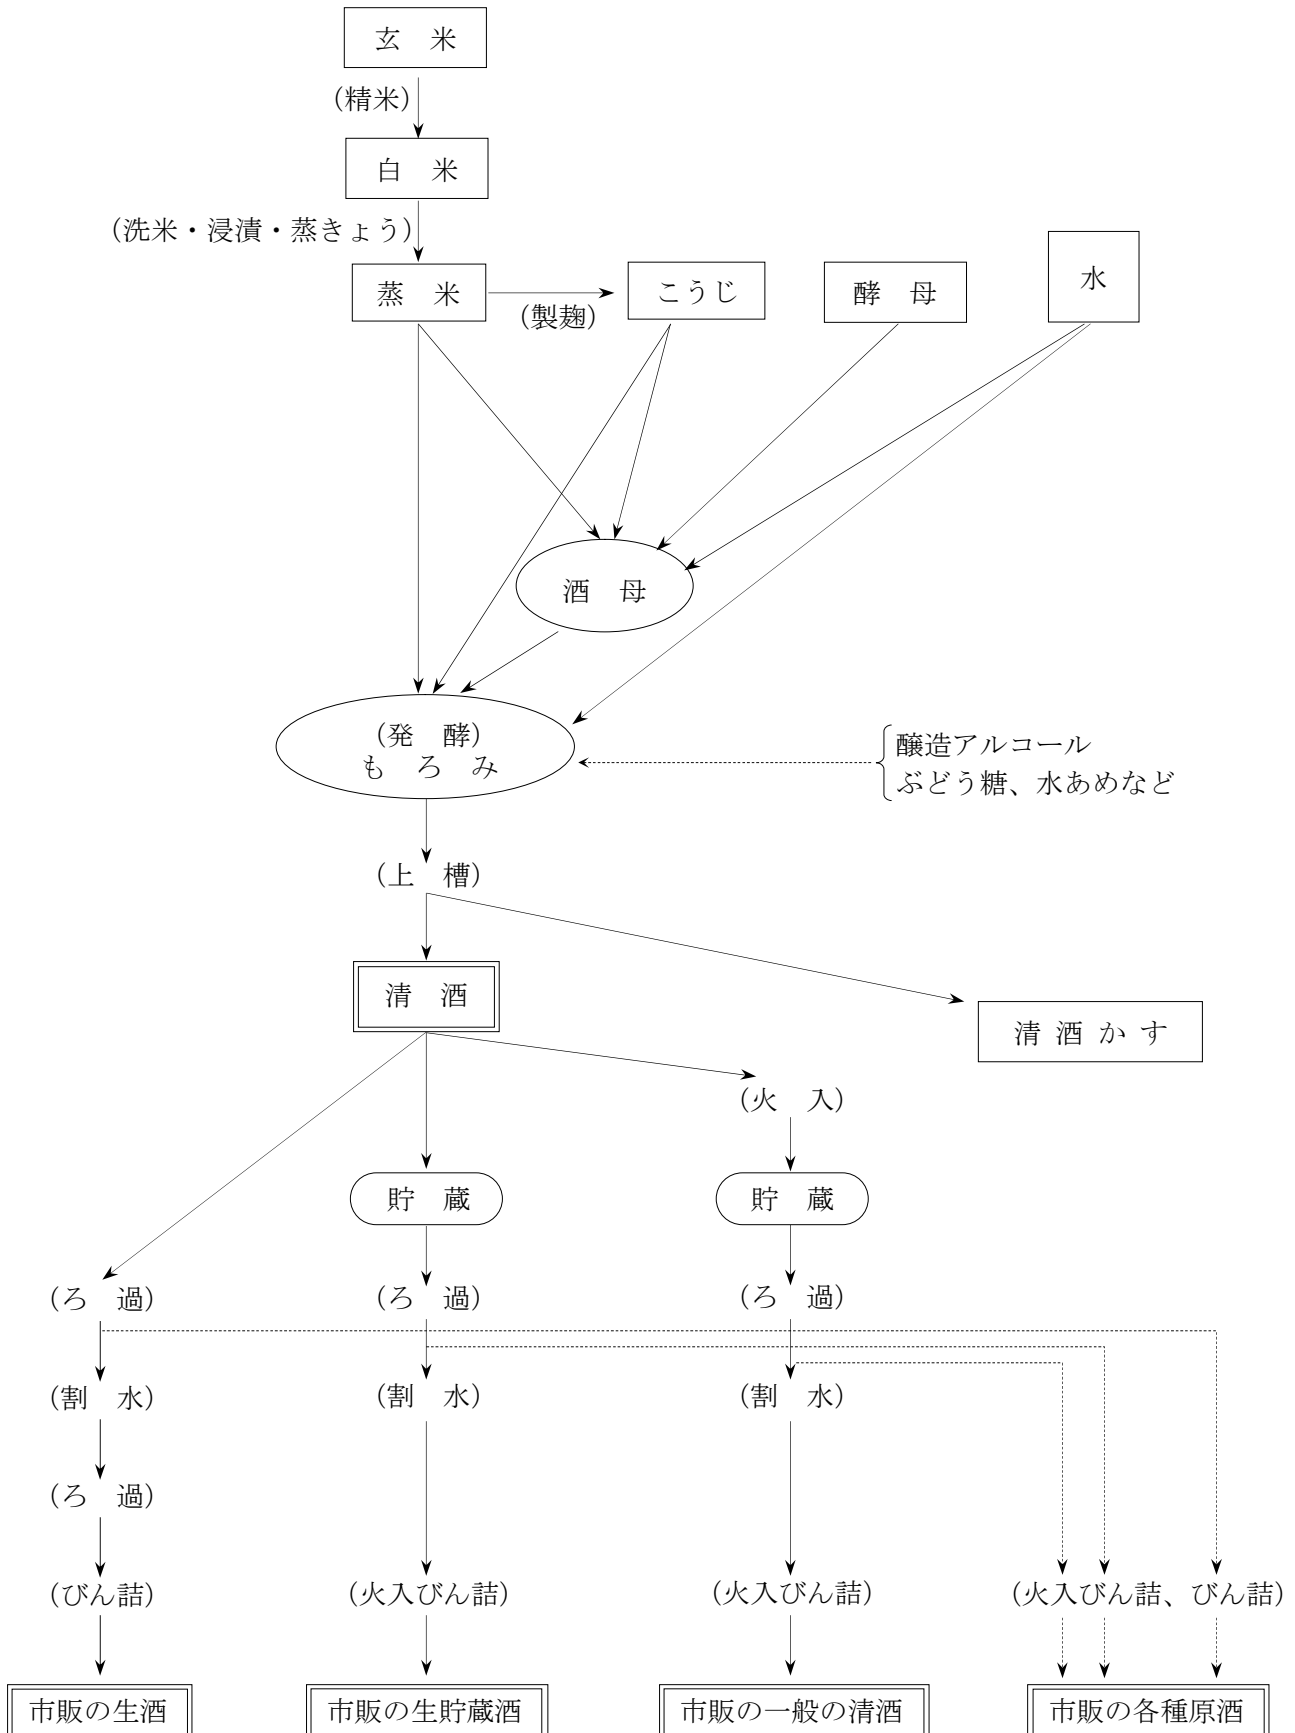 玄　米
(精米)
白　米
(洗米・浸漬・蒸きょう)
蒸　米
(製麹)
こうじ
酵　母
水
酒　母
(発　酵)
も　ろ　み
醸造アルコール
ぶどう糖、水あめなど
(上　槽)
清　酒
清 酒 か す
(火　入)
貯　蔵
貯　蔵
(ろ　過)
(ろ　過)
(ろ　過)
(割　水)
(割　水)
(割　水)
(ろ　過)
(びん詰)
(火入びん詰)
(火入びん詰)
(火入びん詰、びん詰)
市販の生酒
市販の生貯蔵酒
市販の一般の清酒
市販の各種原酒